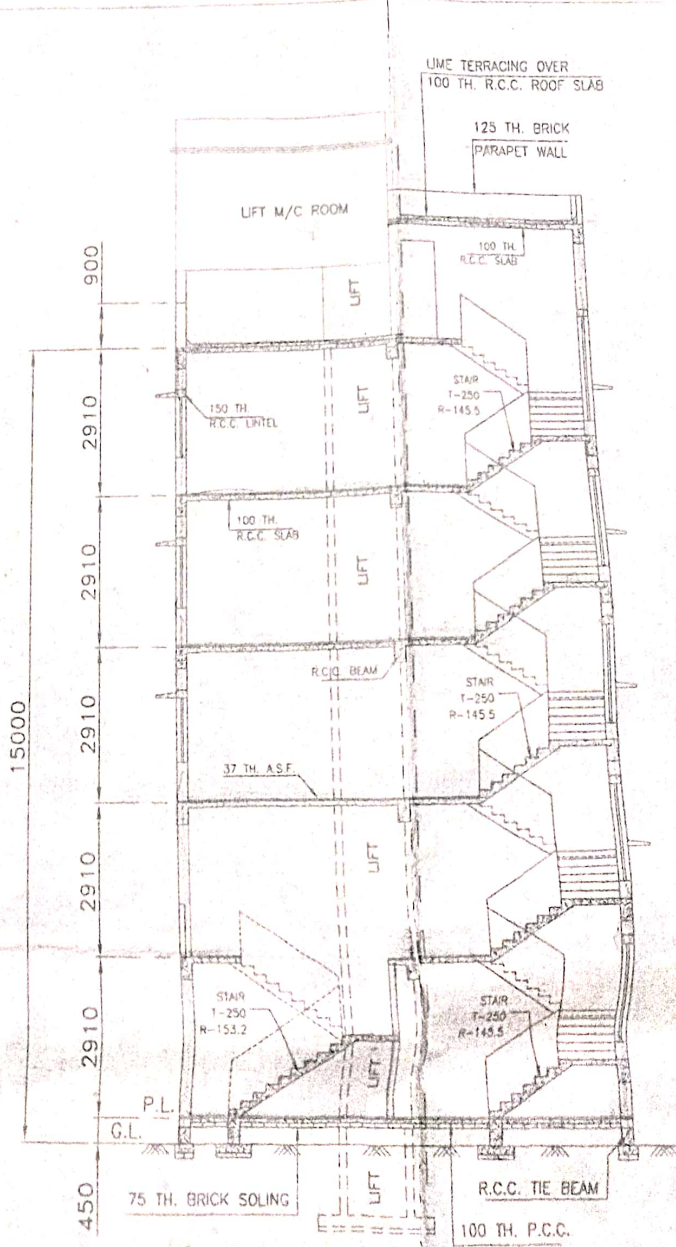 LIME TERRACING OVER
100 TH. R.C.C. ROOF SLAB
125 TH. BRICK
PARAPET WALL
LIFT M/C ROOM
100 TH.
R.C.C. SLAB
900
LIFT
2910
150 TH.
R.C.C. LINTEL
LIFT
STAIR
T-250
R-145.5
2910
100 TH.
R.C.C. SLAB
LIFT
15000
2910
R.C.C. BEAM
STAIR
T-250
R-145.5
37 TH. A.S.F.
2910
LIFT
2910
STAIR
T-250
R-153.2
LIFT
STAIR
T-250
R-145.5
P.L.
G.L.
450
75 TH. BRICK SOLING
LIFT
R.C.C. TIE BEAM
100 TH. P.C.C.